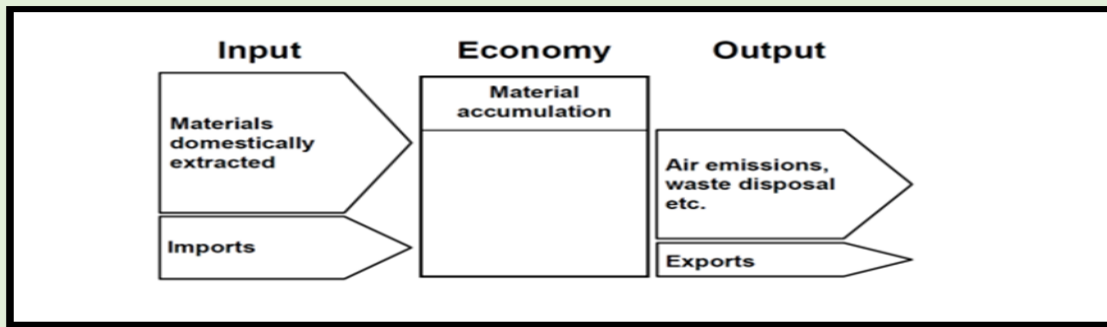 Input Economy Output
Material
accumulation
Materials
domestically
extracted
Imports
Air emissions,
waste disposal
etc.
Exports